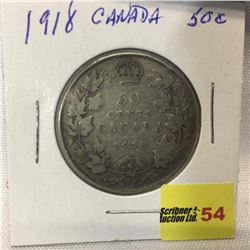 1918 CANADA 50¢
50
CENTS
CANADA
1918
Scribner
Auction Ltd. 54